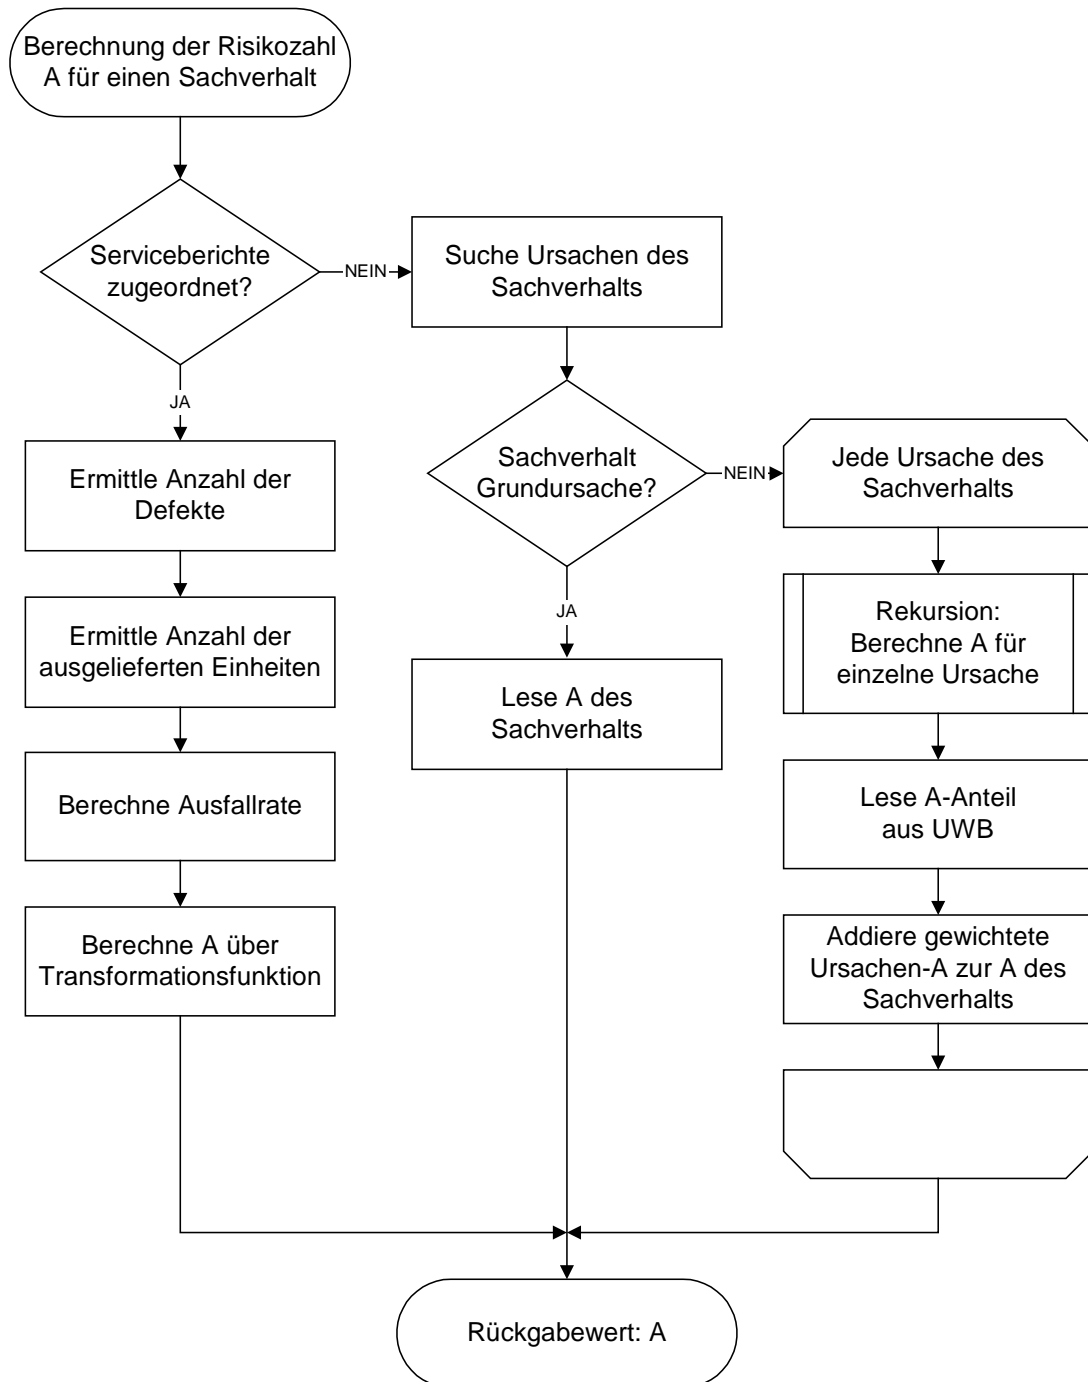 Berechnung der Risikozahl
A für einen Sachverhalt
Serviceberichte
zugeordnet?
NEIN
Suche Ursachen des
Sachverhalts
JA
Ermittle Anzahl der
Defekte
Ermittle Anzahl der
ausgelieferten Einheiten
Berechne Ausfallrate
Berechne A über
Transformationsfunktion
Sachverhalt
Grundursache?
NEIN
JA
Lese A des
Sachverhalts
Jede Ursache des
Sachverhalts
Rekursion:
Berechne A für
einzelne Ursache
Lese A-Anteil
aus UWB
Addiere gewichtete
Ursachen-A zur A des
Sachverhalts
Rückgabewert: A